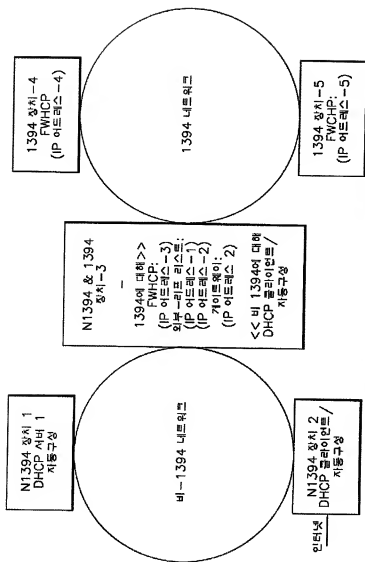 N1394 장치 1
DHCP 서버 1
자동구성
비-1394 네트워크
N1394 장치 2
DHCP 클라이언트/
자동구성
인터넷
N1394 & 1394
장치-3
-
1394에 대해>>
FWHCP:
(IP 어드레스-3)
외부-리프 리스트:
(IP 어드레스-1)
(IP 어드레스-2)
게이트웨이:
(IP 어드레스 2)
<<비 1394에 대해
DHCP 클라이언트/
자동구성
1394 장치-4
FWHCP
(IP 어드레스-4)
1394 네트워크
1394 장치-5
FWCHP:
(IP 어드레스-5)